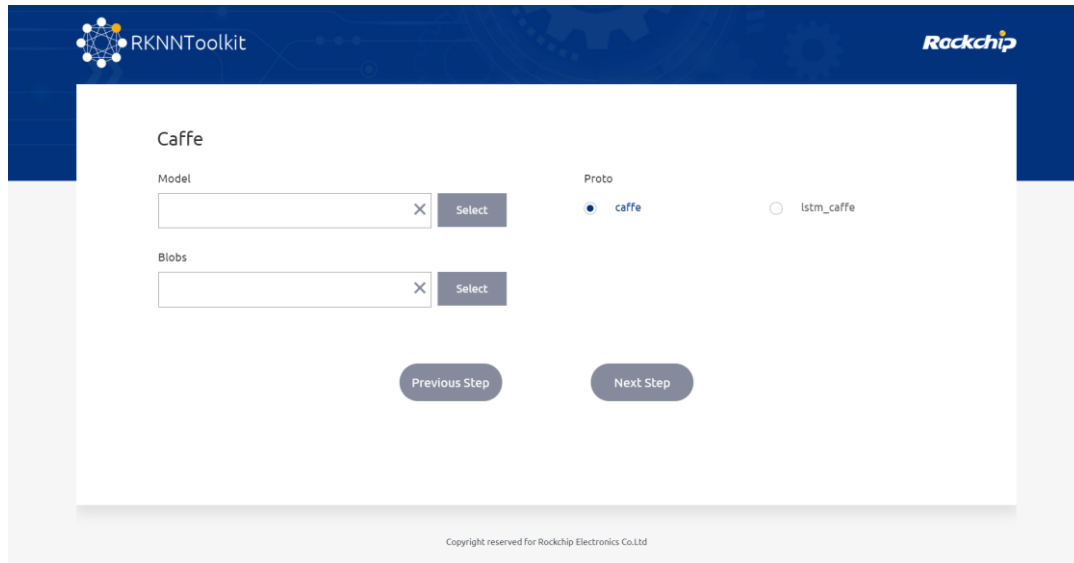 RKNNToolkit
Rockchip
Caffe
Model
Select
Proto
caffe
lstm_caffe
Blobs
Select
Previous Step
Next Step
Copyright reserved for Rockchip Electronics Co.Ltd